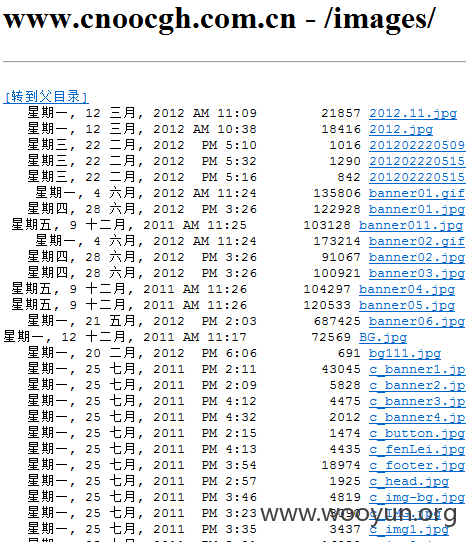 www.cnoocgh.com.cn - /images/
[转到父目录]
星期一, 12 三月, 2012 AM 11:09 21857 2012.11.jpg
星期一, 12 三月, 2012 AM 10:38 18416 2012.jpg
星期三, 22 二月, 2012 PM 5:10 1016 201202220509
星期三, 22 二月, 2012 PM 5:32 1290 201202220515
星期三, 22 二月, 2012 PM 5:16 842 201202220515
星期一, 4 六月, 2012 AM 11:24 135806 banner01.gif
星期四, 28 六月, 2012 PM 3:26 122928 banner01.jpg
星期五, 9 十二月, 2011 AM 11:25 103128 banner011.jpg
星期一, 4 六月, 2012 AM 11:24 173214 banner02.gif
星期四, 28 六月, 2012 PM 3:26 91067 banner02.jpg
星期四, 28 六月, 2012 PM 3:26 100921 banner03.jpg
星期五, 9 十二月, 2011 AM 11:26 104297 banner04.jpg
星期五, 9 十二月, 2011 AM 11:26 120533 banner05.jpg
星期一, 21 五月, 2012 PM 2:03 687425 banner06.jpg
星期一, 12 十二月, 2011 AM 11:17 72569 BG.jpg
星期一, 20 二月, 2012 PM 6:06 691 bg111.jpg
星期一, 25 七月, 2011 PM 2:11 43045 c_banner1.jp
星期一, 25 七月, 2011 PM 2:09 5828 c_banner2.jp
星期一, 25 七月, 2011 PM 4:12 4475 c_banner3.jp
星期一, 25 七月, 2011 PM 4:32 2012 c_banner4.jp
星期一, 25 七月, 2011 PM 2:15 1474 c_button.jpg
星期一, 25 七月, 2011 PM 4:13 4435 c_fenLei.jpg
星期一, 25 七月, 2011 PM 3:54 18974 c_footer.jpg
星期一, 25 七月, 2011 PM 2:57 1925 c_head.jpg
星期一, 25 七月, 2011 PM 3:46 4819 c_img-bg.jpg
星期一, 25 七月, 2011 PM 3:23
www.wooyun.org
星期一, 25 七月, 2011 PM 3:35 3437 c_img1.jpg